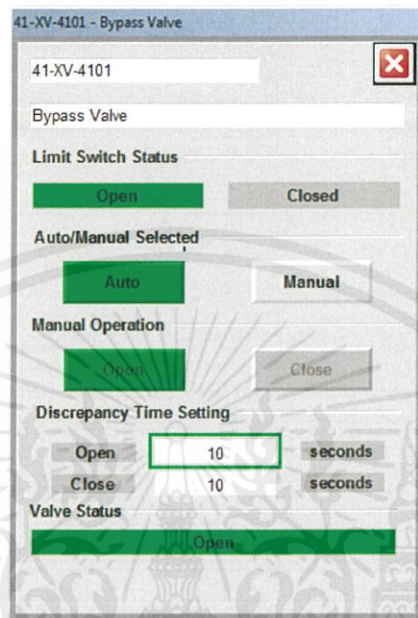 41-XV-4101 - Bypass Valve
41-XV-4101
Bypass Valve
Limit Switch Status
Open Closed
Auto/Manual Selected
Auto Manual
Manual Operation
Open Close
Discrepancy Time Setting
Open 10 seconds
Close 10 seconds
Valve Status
Open